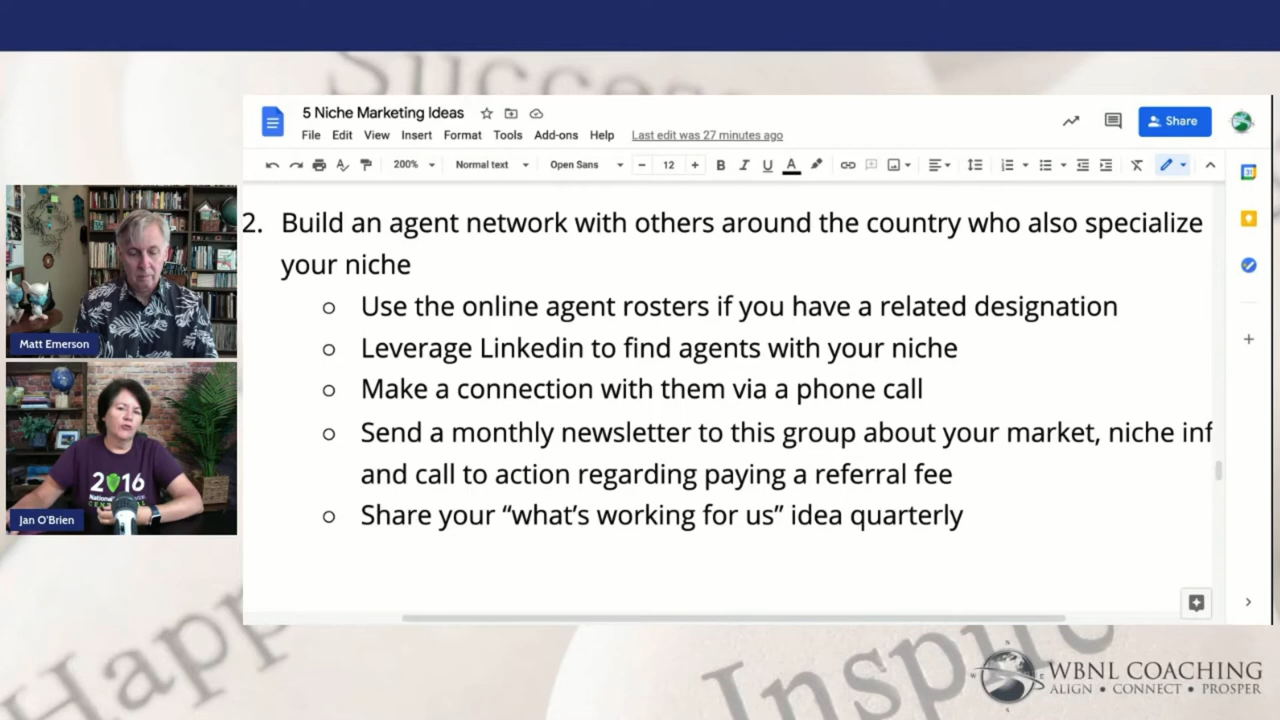 Success
5 Niche Marketing Ideas
File Edit View Insert Format Tools Add-ons Help Last edit was 27 minutes ago
Share
200% Normal text Open Sans 12 B I U A
2. Build an agent network with others around the country who also specialize
your niche
Use the online agent rosters if you have a related designation
Leverage Linkedin to find agents with your niche
Make a connection with them via a phone call
Send a monthly newsletter to this group about your market, niche inf
and call to action regarding paying a referral fee
Share your “what’s working for us” idea quarterly
Matt Emerson
2016
National
Jan O'Brien
31
Happ
Inspire
WBNL COACHING
ALIGN • CONNECT • PROSPER